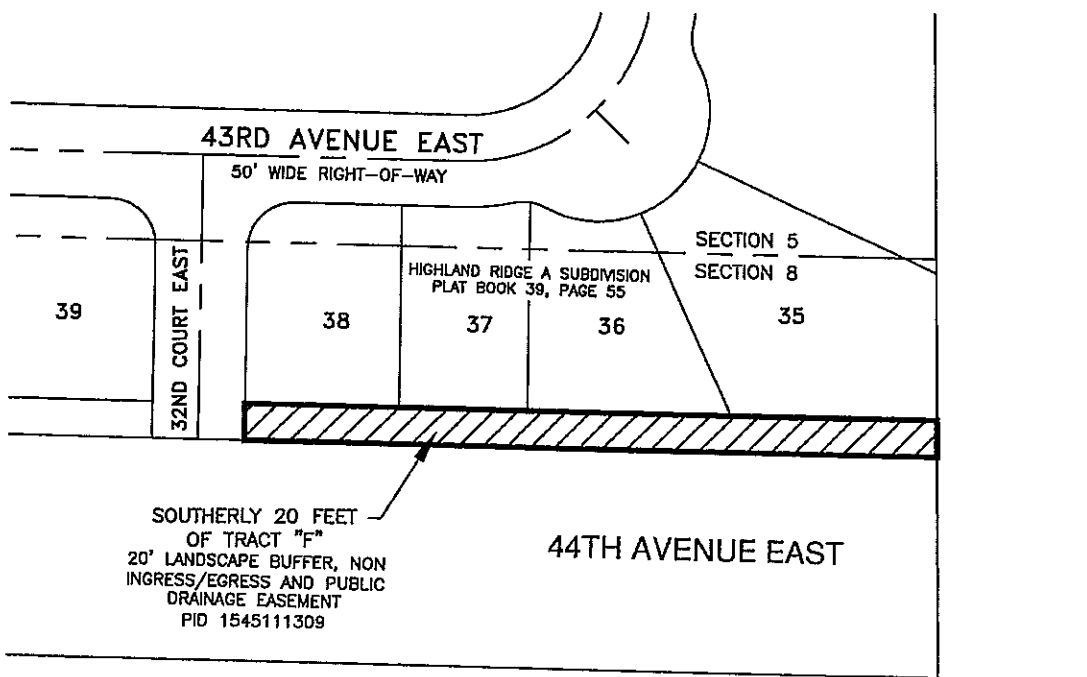 43RD AVENUE EAST
50' WIDE RIGHT-OF-WAY
SECTION 5
SECTION 8
HIGHLAND RIDGE A SUBDIVISION
PLAT BOOK 39, PAGE 55
39
32ND COURT EAST
38
37
36
35
SOUTHERLY 20 FEET
OF TRACT "F"
20' LANDSCAPE BUFFER, NON
INGRESS/EGRESS AND PUBLIC
DRAINAGE EASEMENT
PID 1545111309
44TH AVENUE EAST